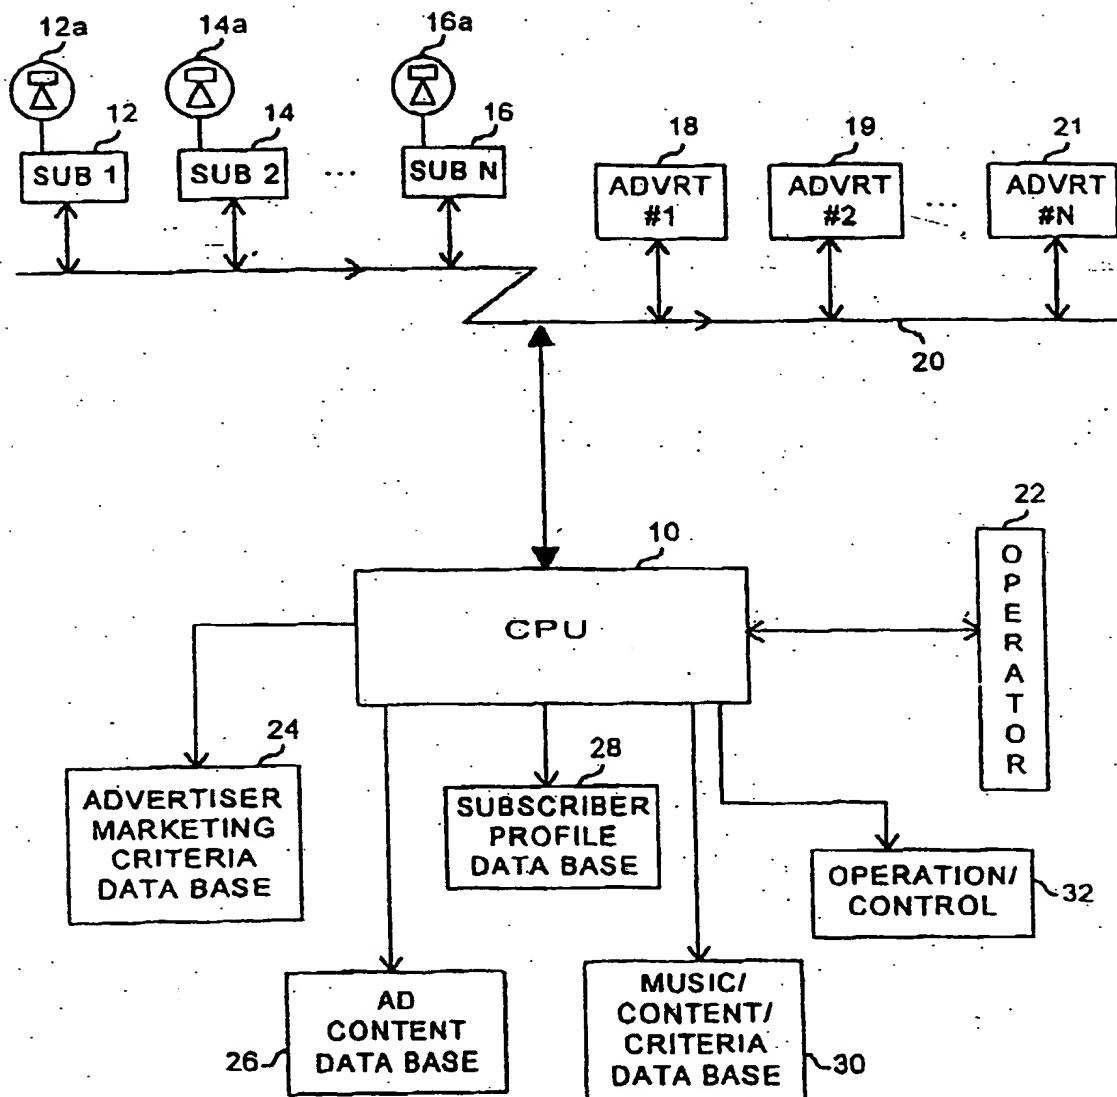 12a
14a
16a
12
14
16
18
19
21
SUB 1
SUB 2
...
SUB N
ADVRT
#1
ADVRT
#2
...
ADVRT
#N
20
10
22
CPU
OPERATOR
24
28
ADVERTISER
MARKETING
CRITERIA
DATA BASE
SUBSCRIBER
PROFILE
DATA BASE
OPERATION/
CONTROL
32
AD
CONTENT
DATA BASE
26
MUSIC/
CONTENT/
CRITERIA
DATA BASE
30